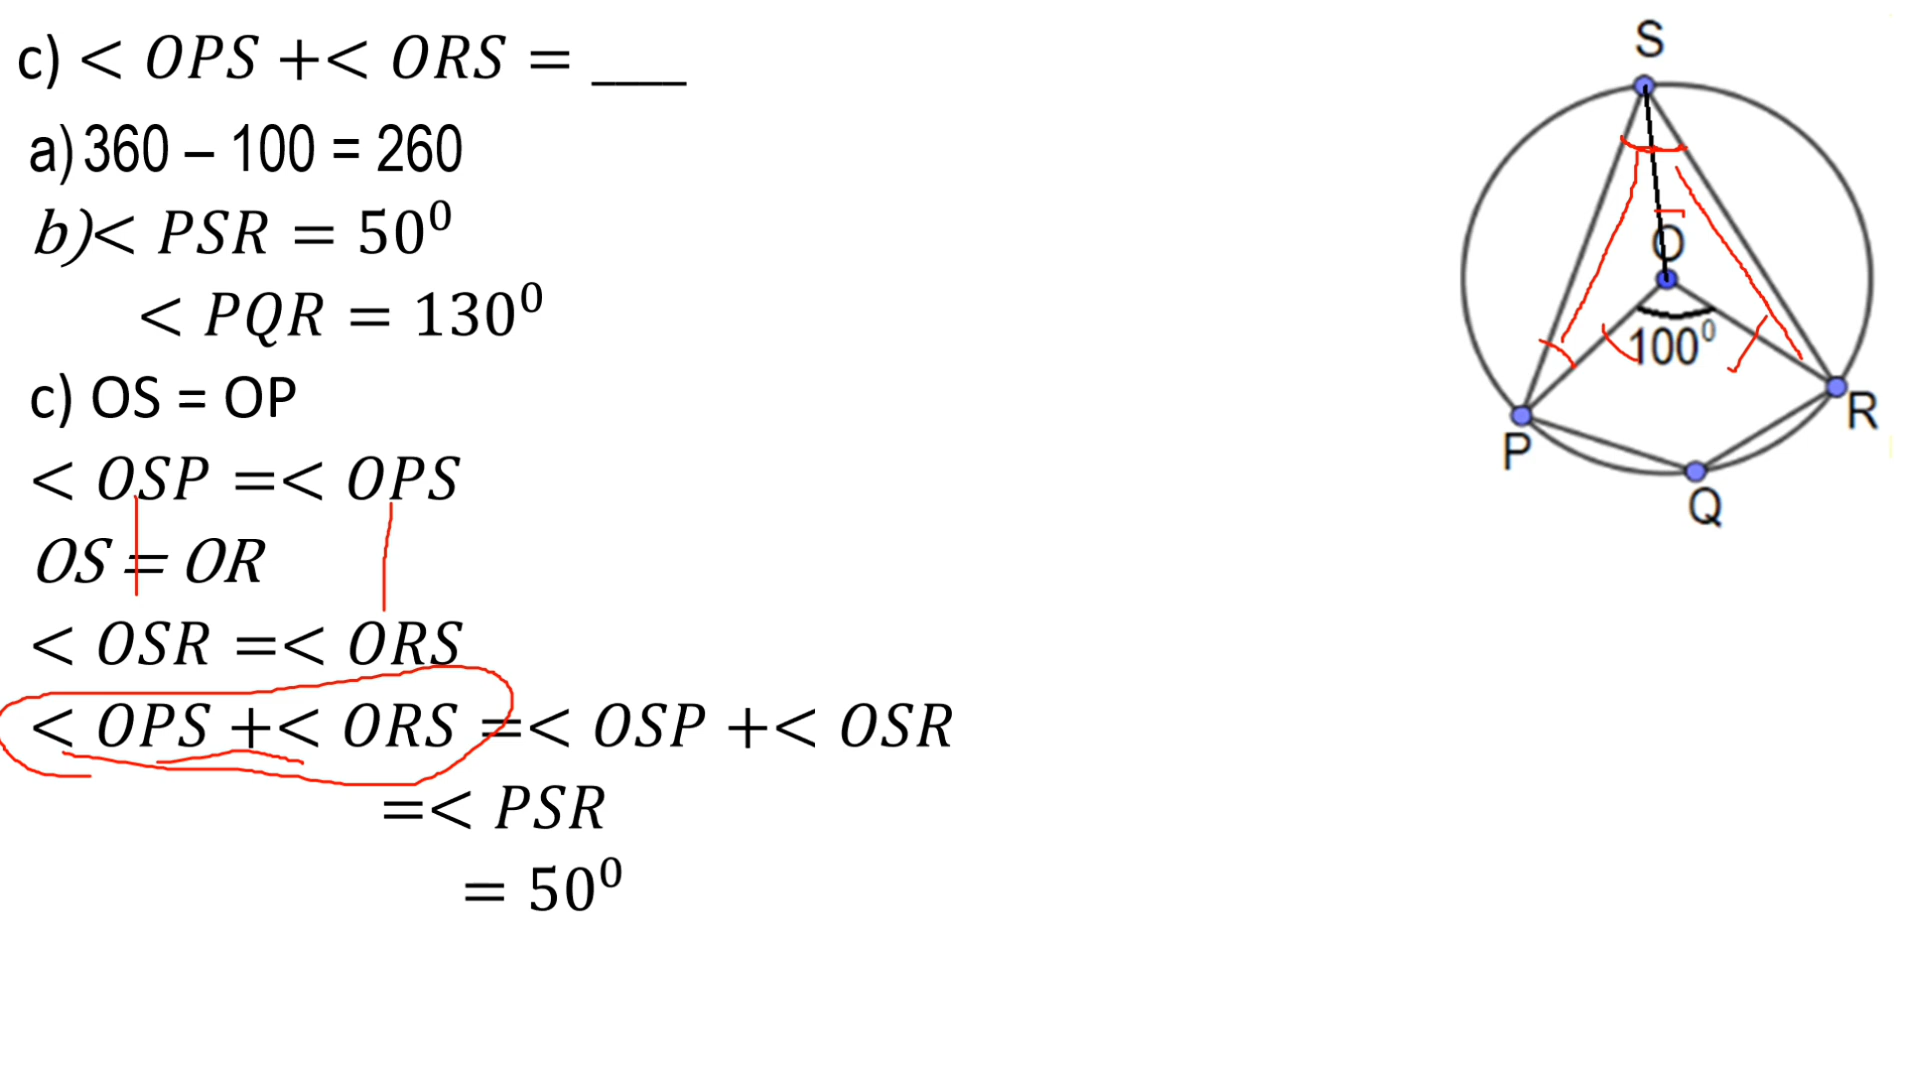 c) < OPS +< ORS = ____
a) 360 – 100 = 260
b)< PSR = 50⁰
< PQR = 130⁰
c) OS = OP
< OSP =< OPS
OS = OR
< OSR =< ORS
< OPS +< ORS =< OSP +< OSR
=< PSR
= 50⁰
S
O
100⁰
R
P
Q